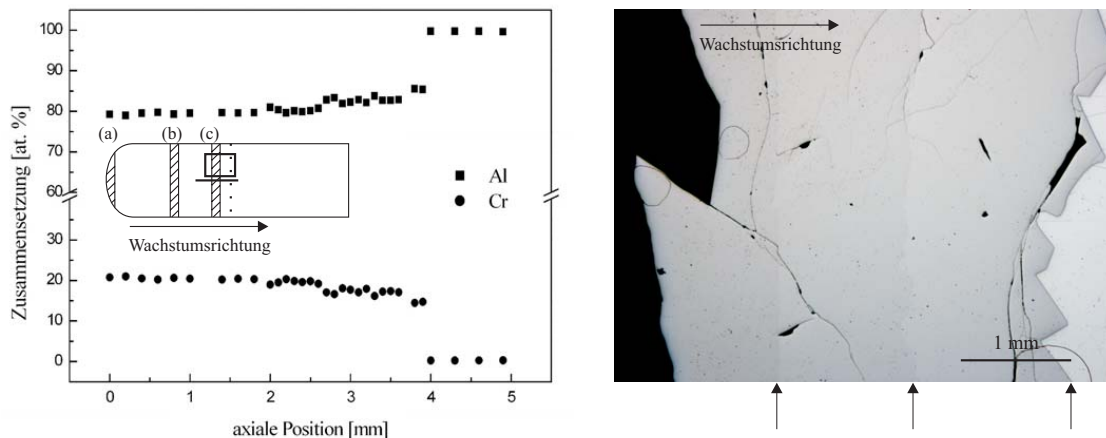 Zusammensetzung [at. %]
100
90
80
70
60
30
20
10
0
(a)
(b)
(c)
Wachstumsrichtung
Al
Cr
0
1
2
3
4
5
axiale Position [mm]
Wachstumsrichtung
1 mm